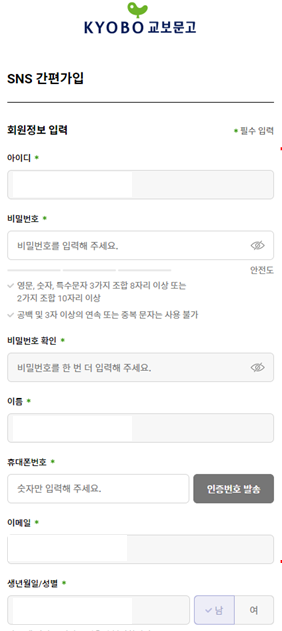 KYOBO 교보문고
SNS 간편가입
회원정보 입력
필수 입력
아이디
비밀번호
비밀번호를 입력해 주세요.
안전도
영문, 숫자, 특수문자 3가지 조합 8자리 이상 또는
2가지 조합 10자리 이상
공백 및 3자 이상의 연속 또는 중복 문자는 사용 불가
비밀번호 확인
비밀번호를 한 번 더 입력해 주세요.
이름
휴대폰번호
숫자만 입력해 주세요. 인증번호 발송
이메일
생년월일/성별
남 여